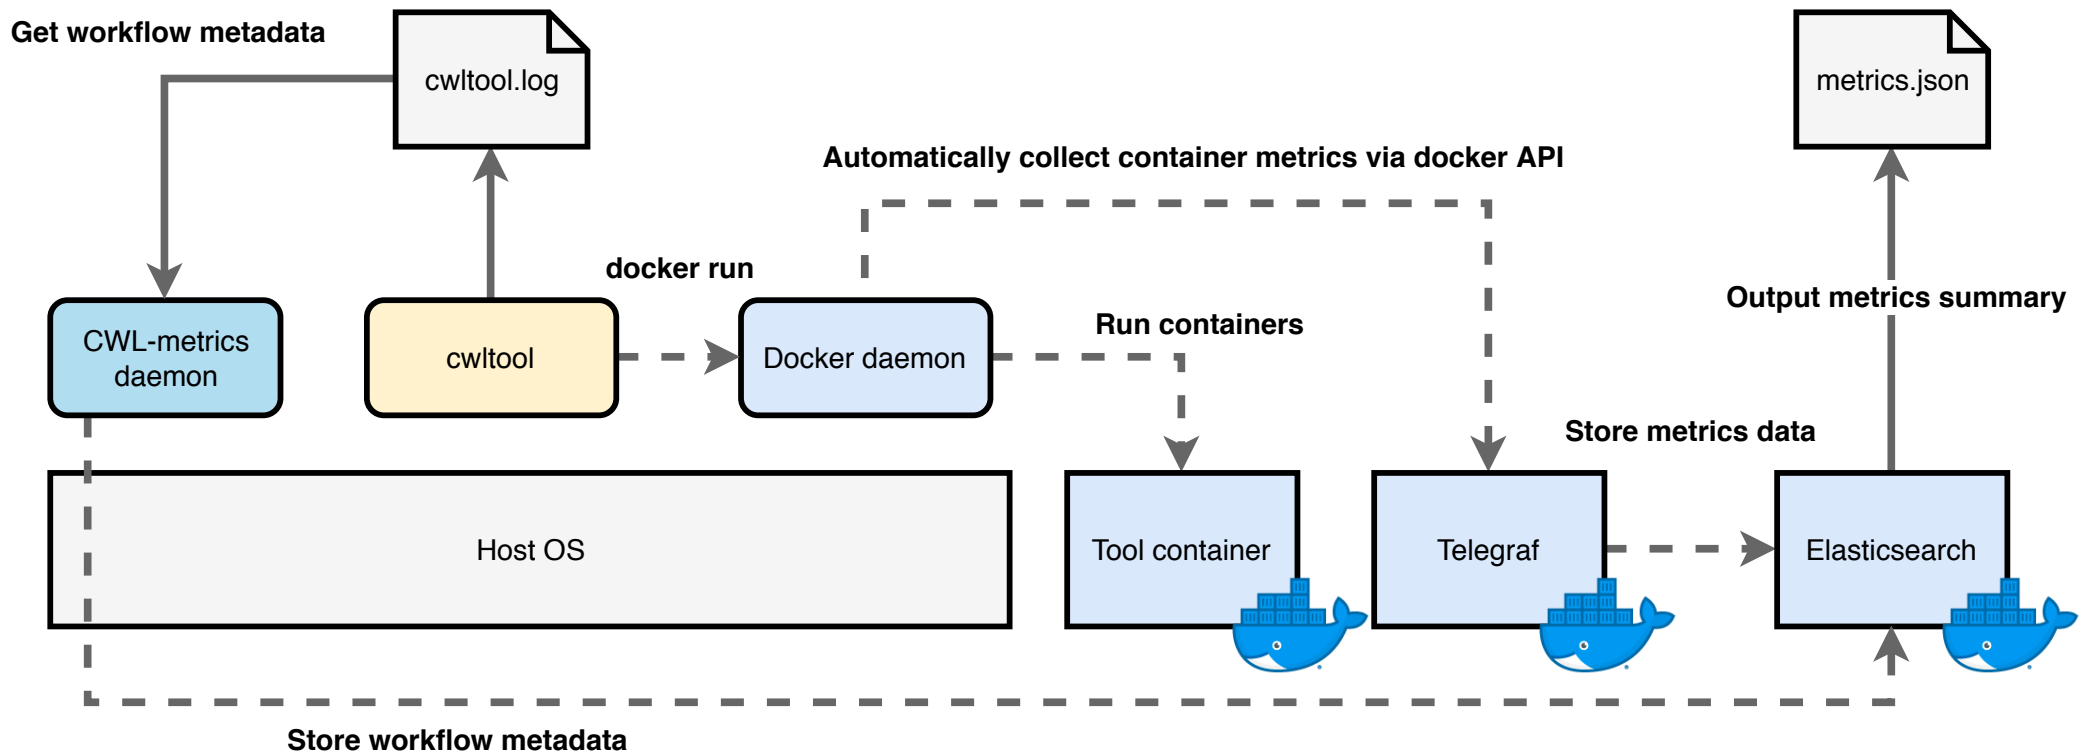 Get workflow metadata
cwltool.log
metrics.json
Automatically collect container metrics via docker API
docker run
Output metrics summary
Run containers
CWL-metrics
daemon
cwltool
Docker daemon
Store metrics data
Host OS
Tool container
Telegraf
Elasticsearch
Store workflow metadata